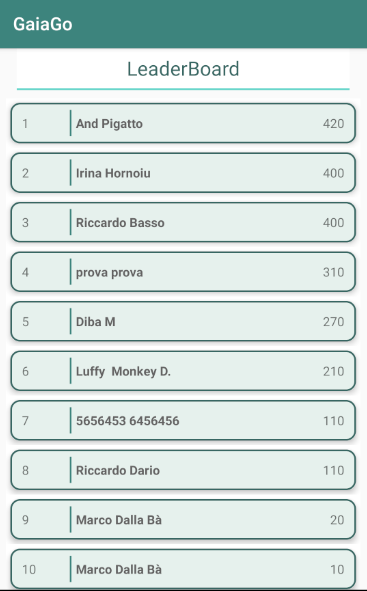 GaiaGo
LeaderBoard
1 And Pigatto 420
2 Irina Hornoiu 400
3 Riccardo Basso 400
4 prova prova 310
5 Diba M 270
6 Luffy Monkey D. 210
7 5656453 6456456 110
8 Riccardo Dario 110
9 Marco Dalla Bà 20
10 Marco Dalla Bà 10